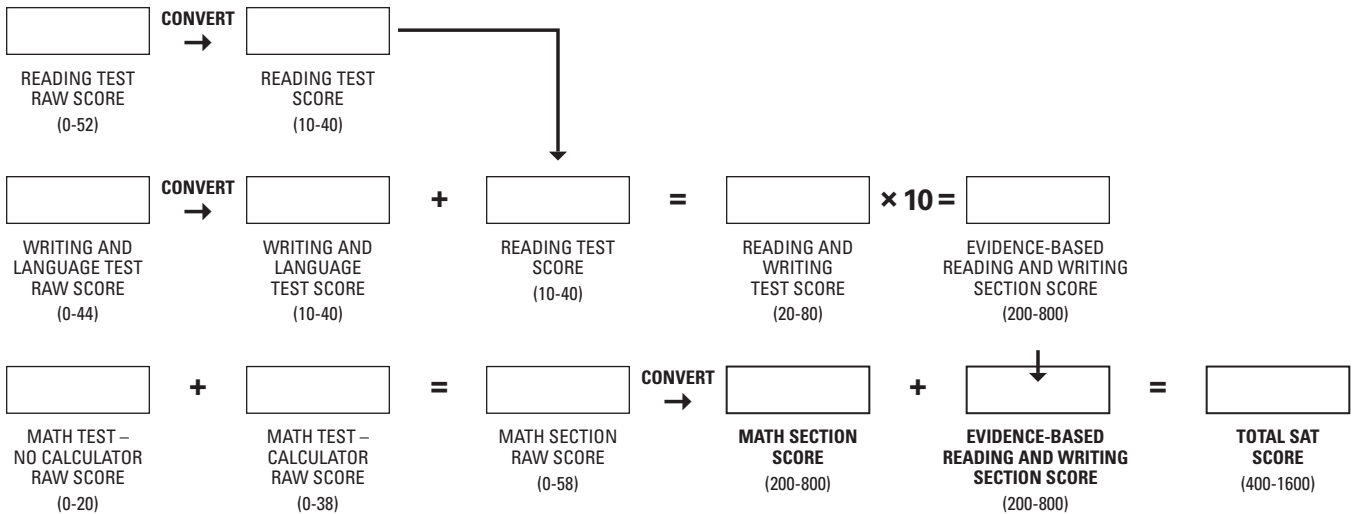 CONVERT
→
READING TEST
RAW SCORE
(0-52)
READING TEST
SCORE
(10-40)
CONVERT
→
+
=
× 10 =
WRITING AND
LANGUAGE TEST
RAW SCORE
(0-44)
WRITING AND
LANGUAGE
TEST SCORE
(10-40)
READING TEST
SCORE
(10-40)
READING AND
WRITING
TEST SCORE
(20-80)
EVIDENCE-BASED
READING AND WRITING
SECTION SCORE
(200-800)
+
=
CONVERT
→
+
=
MATH TEST –
NO CALCULATOR
RAW SCORE
(0-20)
MATH TEST –
CALCULATOR
RAW SCORE
(0-38)
MATH SECTION
RAW SCORE
(0-58)
MATH SECTION
SCORE
(200-800)
EVIDENCE-BASED
READING AND WRITING
SECTION SCORE
(200-800)
TOTAL SAT
SCORE
(400-1600)